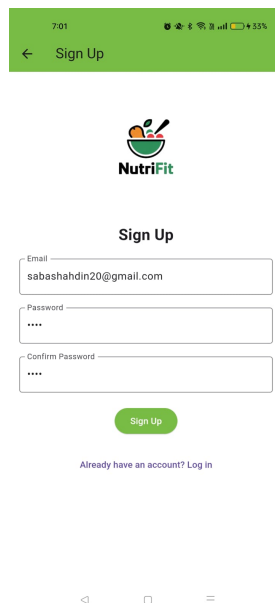 7:01
33%
Sign Up
NutriFit
Sign Up
Email
sabashahdin20@gmail.com
Password
••••
Confirm Password
••••
Sign Up
Already have an account? Log in